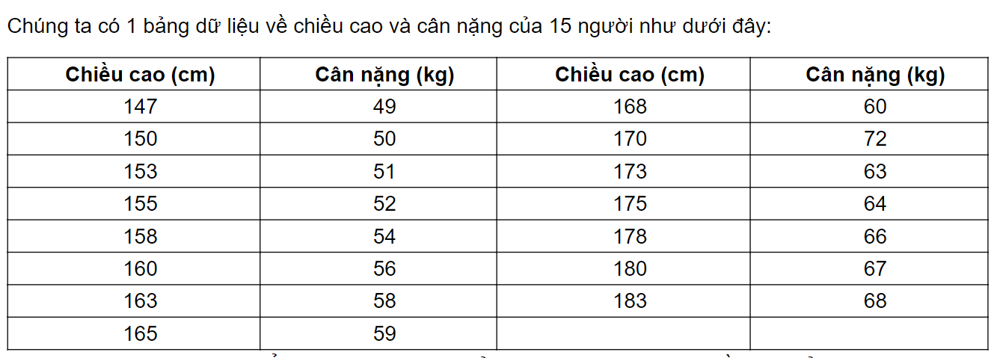 Chúng ta có 1 bảng dữ liệu về chiều cao và cân nặng của 15 người như dưới đây:
Chiều cao (cm) Cân nặng (kg) Chiều cao (cm) Cân nặng (kg)
147 49 168 60
150 50 170 72
153 51 173 63
155 52 175 64
158 54 178 66
160 56 180 67
163 58 183 68
165 59